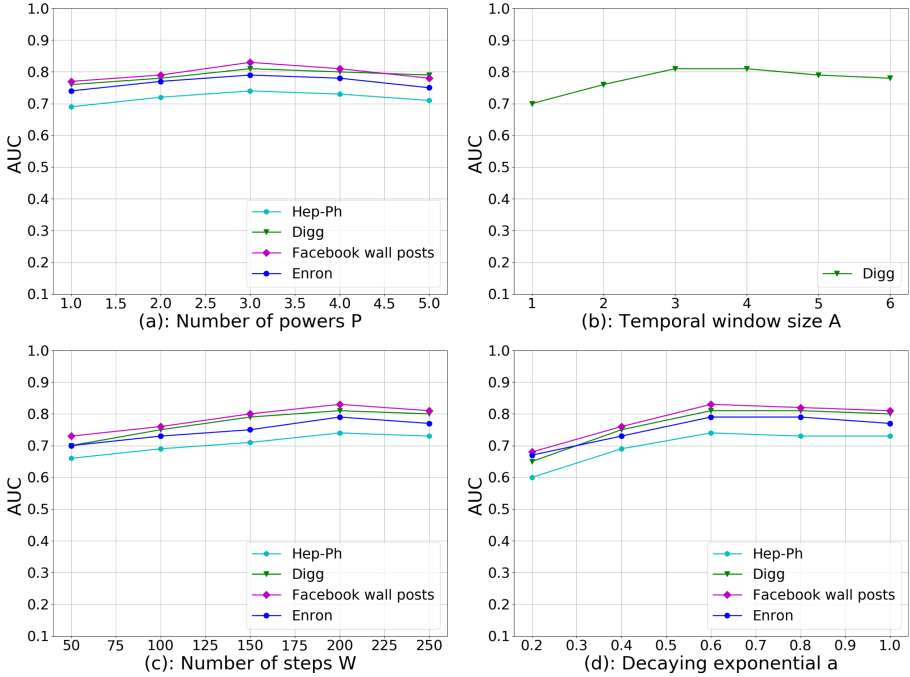 1.0
0.9
0.8
0.7
0.6
0.5
0.4
0.3
0.2
0.1
AUC
Hep-Ph
Digg
Facebook wall posts
Enron
1.0 1.5 2.0 2.5 3.0 3.5 4.0 4.5 5.0
(a): Number of powers P
1.0
0.9
0.8
0.7
0.6
0.5
0.4
0.3
0.2
0.1
AUC
Digg
1 2 3 4 5 6
(b): Temporal window size A
1.0
0.9
0.8
0.7
0.6
0.5
0.4
0.3
0.2
0.1
AUC
Hep-Ph
Digg
Facebook wall posts
Enron
50 75 100 125 150 175 200 225 250
(c): Number of steps W
1.0
0.9
0.8
0.7
0.6
0.5
0.4
0.3
0.2
0.1
AUC
Hep-Ph
Digg
Facebook wall posts
Enron
0.2 0.3 0.4 0.5 0.6 0.7 0.8 0.9 1.0
(d): Decaying exponential a